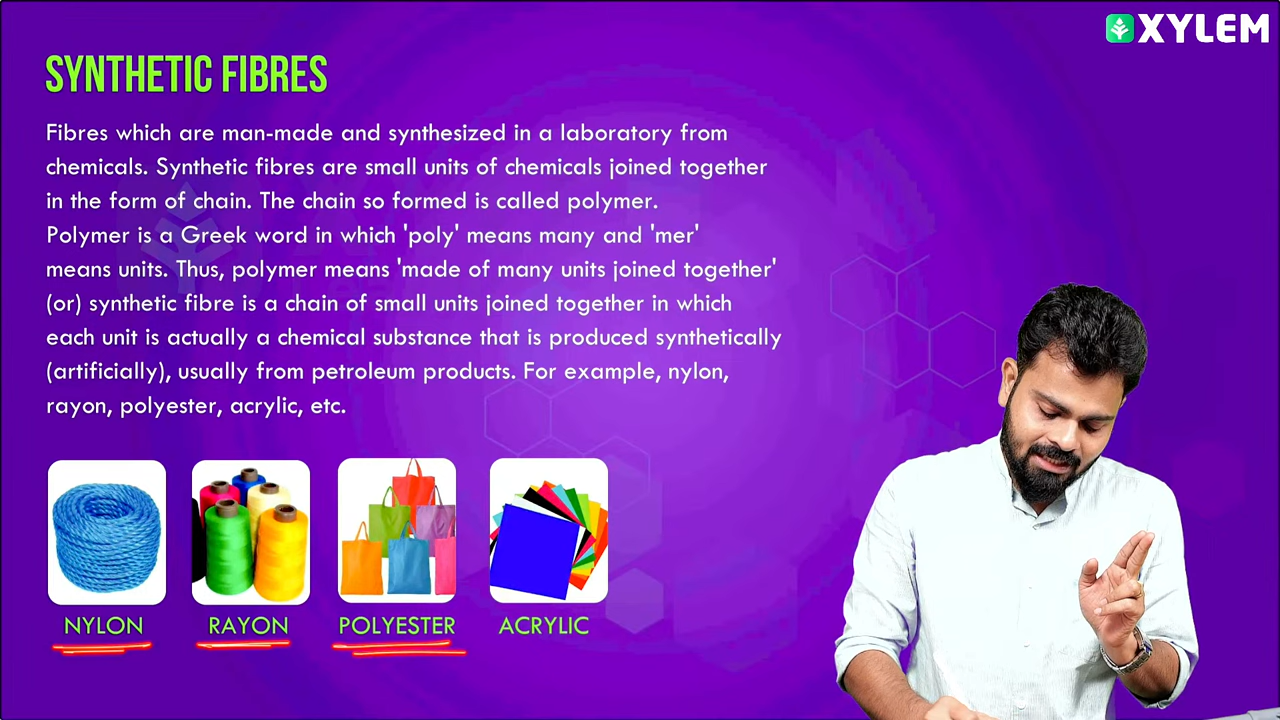 XYLEM
SYNTHETIC FIBRES
Fibres which are man-made and synthesized in a laboratory from
chemicals. Synthetic fibres are small units of chemicals joined together
in the form of chain. The chain so formed is called polymer.
Polymer is a Greek word in which 'poly' means many and 'mer'
means units. Thus, polymer means 'made of many units joined together'
(or) synthetic fibre is a chain of small units joined together in which
each unit is actually a chemical substance that is produced synthetically
(artificially), usually from petroleum products. For example, nylon,
rayon, polyester, acrylic, etc.
NYLON
RAYON
POLYESTER
ACRYLIC